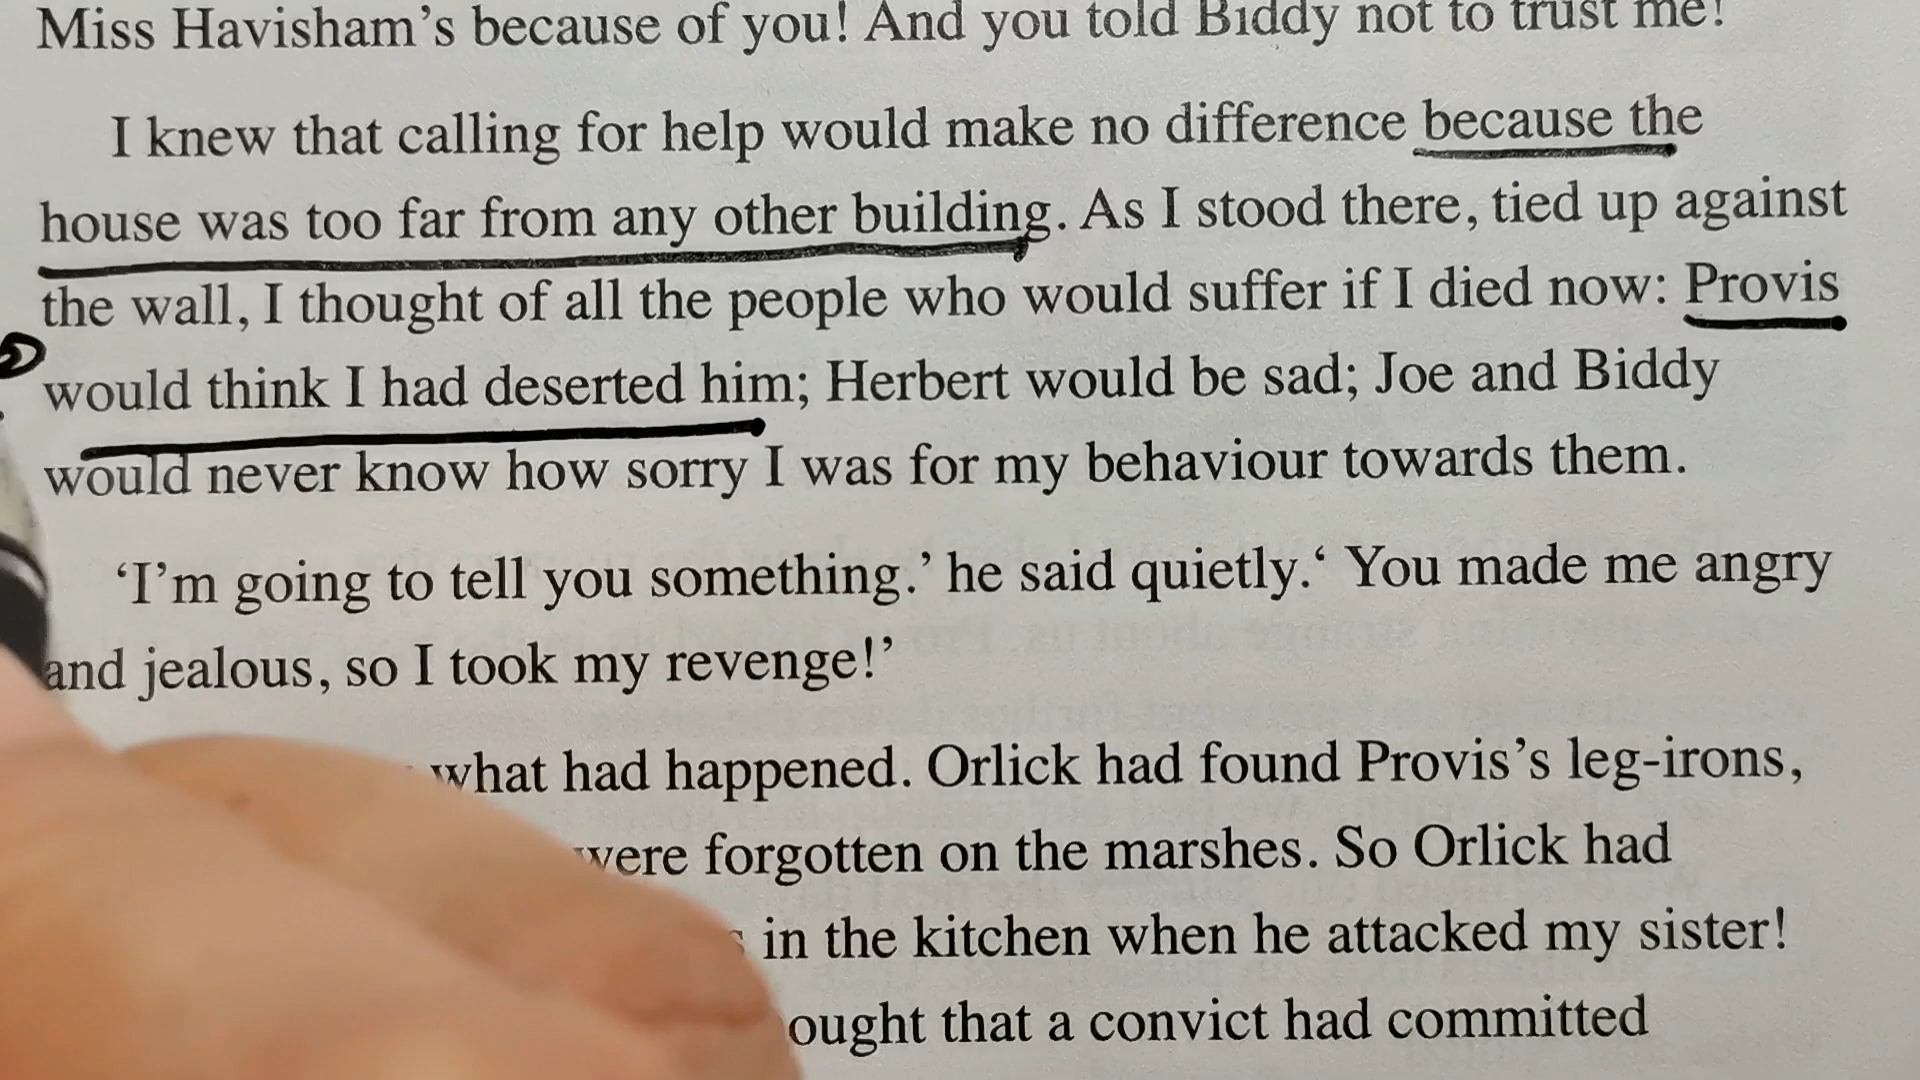 Miss Havisham's because of you! And you told Biddy not to trust me!
I knew that calling for help would make no difference because the
house was too far from any other building. As I stood there, tied up against
the wall, I thought of all the people who would suffer if I died now: Provis
would think I had deserted him; Herbert would be sad; Joe and Biddy
would never know how sorry I was for my behaviour towards them.
‘I’m going to tell you something.’ he said quietly.‘ You made me angry
and jealous, so I took my revenge!’
what had happened. Orlick had found Provis’s leg-irons,
were forgotten on the marshes. So Orlick had
in the kitchen when he attacked my sister!
that a convict had committed